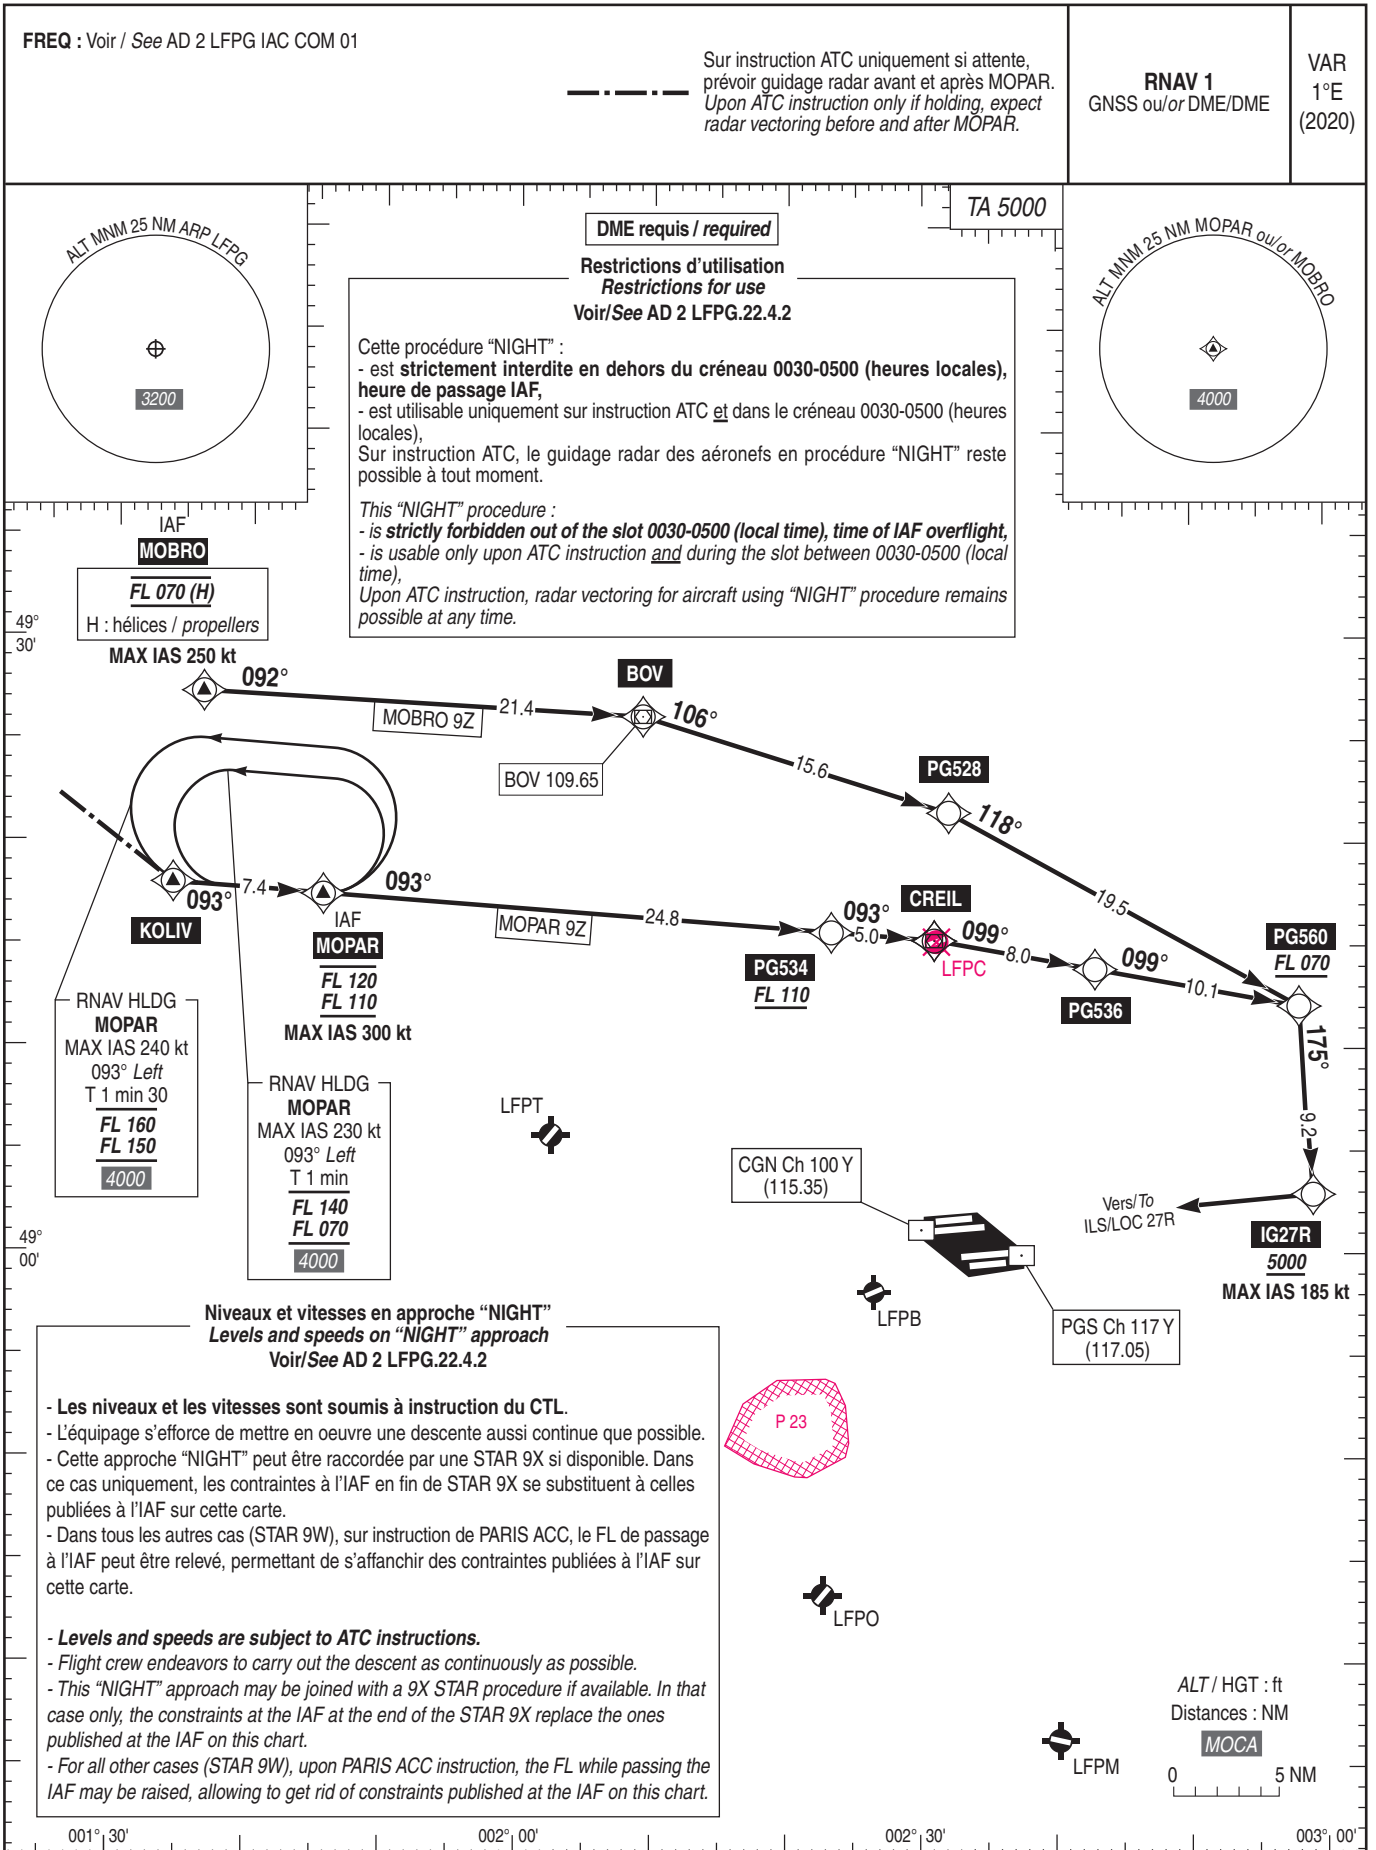 FREQ : Voir / See AD 2 LFPG IAC COM 01
Sur instruction ATC uniquement si attente,
prévoir guidage radar avant et après MOPAR.
Upon ATC instruction only if holding, expect
radar vectoring before and after MOPAR.
RNAV 1
GNSS ou/or DME/DME
VAR
1°E
(2020)
ALT MNM 25 NM ARP LFPG
3200
DME requis / required
TA 5000
ALT MNM 25 NM MOPAR ou/or MOBRO
4000
Restrictions d'utilisation
Restrictions for use
Voir/See AD 2 LFPG.22.4.2
Cette procédure “NIGHT” :
- est strictement interdite en dehors du créneau 0030-0500 (heures locales),
heure de passage IAF,
- est utilisable uniquement sur instruction ATC et dans le créneau 0030-0500 (heures
locales),
Sur instruction ATC, le guidage radar des aéronefs en procédure “NIGHT” reste
possible à tout moment.
This “NIGHT” procedure :
- is strictly forbidden out of the slot 0030-0500 (local time), time of IAF overflight,
- is usable only upon ATC instruction and during the slot between 0030-0500 (local
time),
Upon ATC instruction, radar vectoring for aircraft using “NIGHT” procedure remains
possible at any time.
IAF
MOBRO
FL 070 (H)
H : hélices / propellers
MAX IAS 250 kt
49°
30'
092°
MOBRO 9Z
21.4
BOV
106°
BOV 109.65
15.6
PG528
118°
19.5
KOLIV
093°
7.4
IAF
MOPAR
FL 120
FL 110
MAX IAS 300 kt
093°
MOPAR 9Z
24.8
PG534
FL 110
093°
5.0
CREIL
LFPC
099°
8.0
PG536
099°
10.1
PG560
FL 070
175°
9.2
RNAV HLDG
MOPAR
MAX IAS 240 kt
093° Left
T 1 min 30
FL 160
FL 150
4000
RNAV HLDG
MOPAR
MAX IAS 230 kt
093° Left
T 1 min
FL 140
FL 070
4000
LFPT
CGN Ch 100 Y
(115.35)
Vers/To
ILS/LOC 27R
IG27R
5000
MAX IAS 185 kt
49°
00'
LFPB
PGS Ch 117 Y
(117.05)
P 23
Niveaux et vitesses en approche “NIGHT”
Levels and speeds on “NIGHT” approach
Voir/See AD 2 LFPG.22.4.2
- Les niveaux et les vitesses sont soumis à instruction du CTL.
- L'équipage s'efforce de mettre en oeuvre une descente aussi continue que possible.
- Cette approche “NIGHT” peut être raccordée par une STAR 9X si disponible. Dans
ce cas uniquement, les contraintes à l'IAF en fin de STAR 9X se substituent à celles
publiées à l'IAF sur cette carte.
- Dans tous les autres cas (STAR 9W), sur instruction de PARIS ACC, le FL de passage
à l'IAF peut être relevé, permettant de s'affanchir des contraintes publiées à l'IAF sur
cette carte.
- Levels and speeds are subject to ATC instructions.
- Flight crew endeavors to carry out the descent as continuously as possible.
- This “NIGHT” approach may be joined with a 9X STAR procedure if available. In that
case only, the constraints at the IAF at the end of the STAR 9X replace the ones
published at the IAF on this chart.
- For all other cases (STAR 9W), upon PARIS ACC instruction, the FL while passing the
IAF may be raised, allowing to get rid of constraints published at the IAF on this chart.
LFPO
LFPM
ALT / HGT : ft
Distances : NM
MOCA
0 5 NM
001° 30'
002° 00'
002° 30'
003° 00'